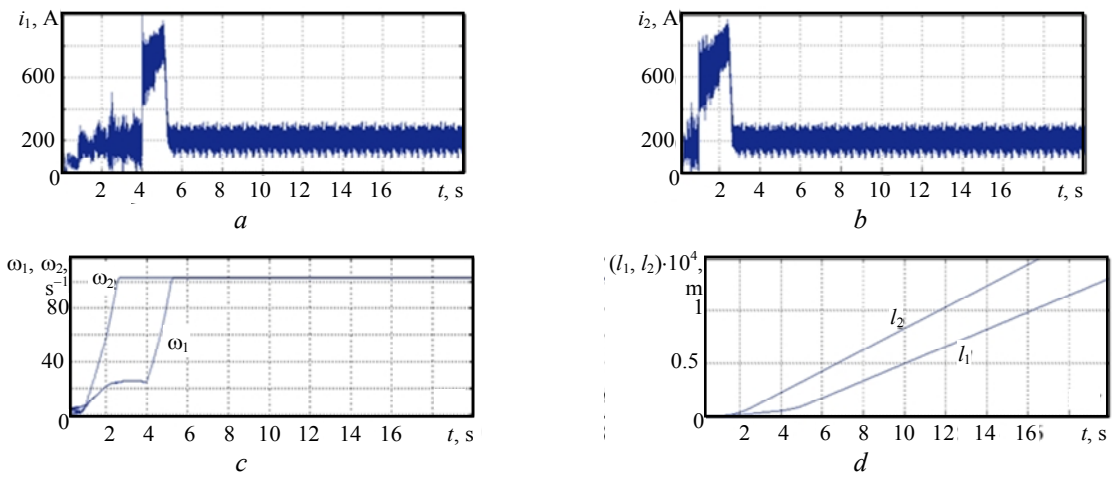 i₁, A
600
200
0
2 4 6 8 10 12 14 16 t, s
a
i₂, A
600
200
0
2 4 6 8 10 12 14 16 t, s
b
ω₁, ω₂,
s⁻¹
80
40
0
ω₂
ω₁
2 4 6 8 10 12 14 16 t, s
c
(l₁, l₂)·10⁴,
m
1
0.5
0
l₂
l₁
2 4 6 8 10 12 14 16 t, s
d